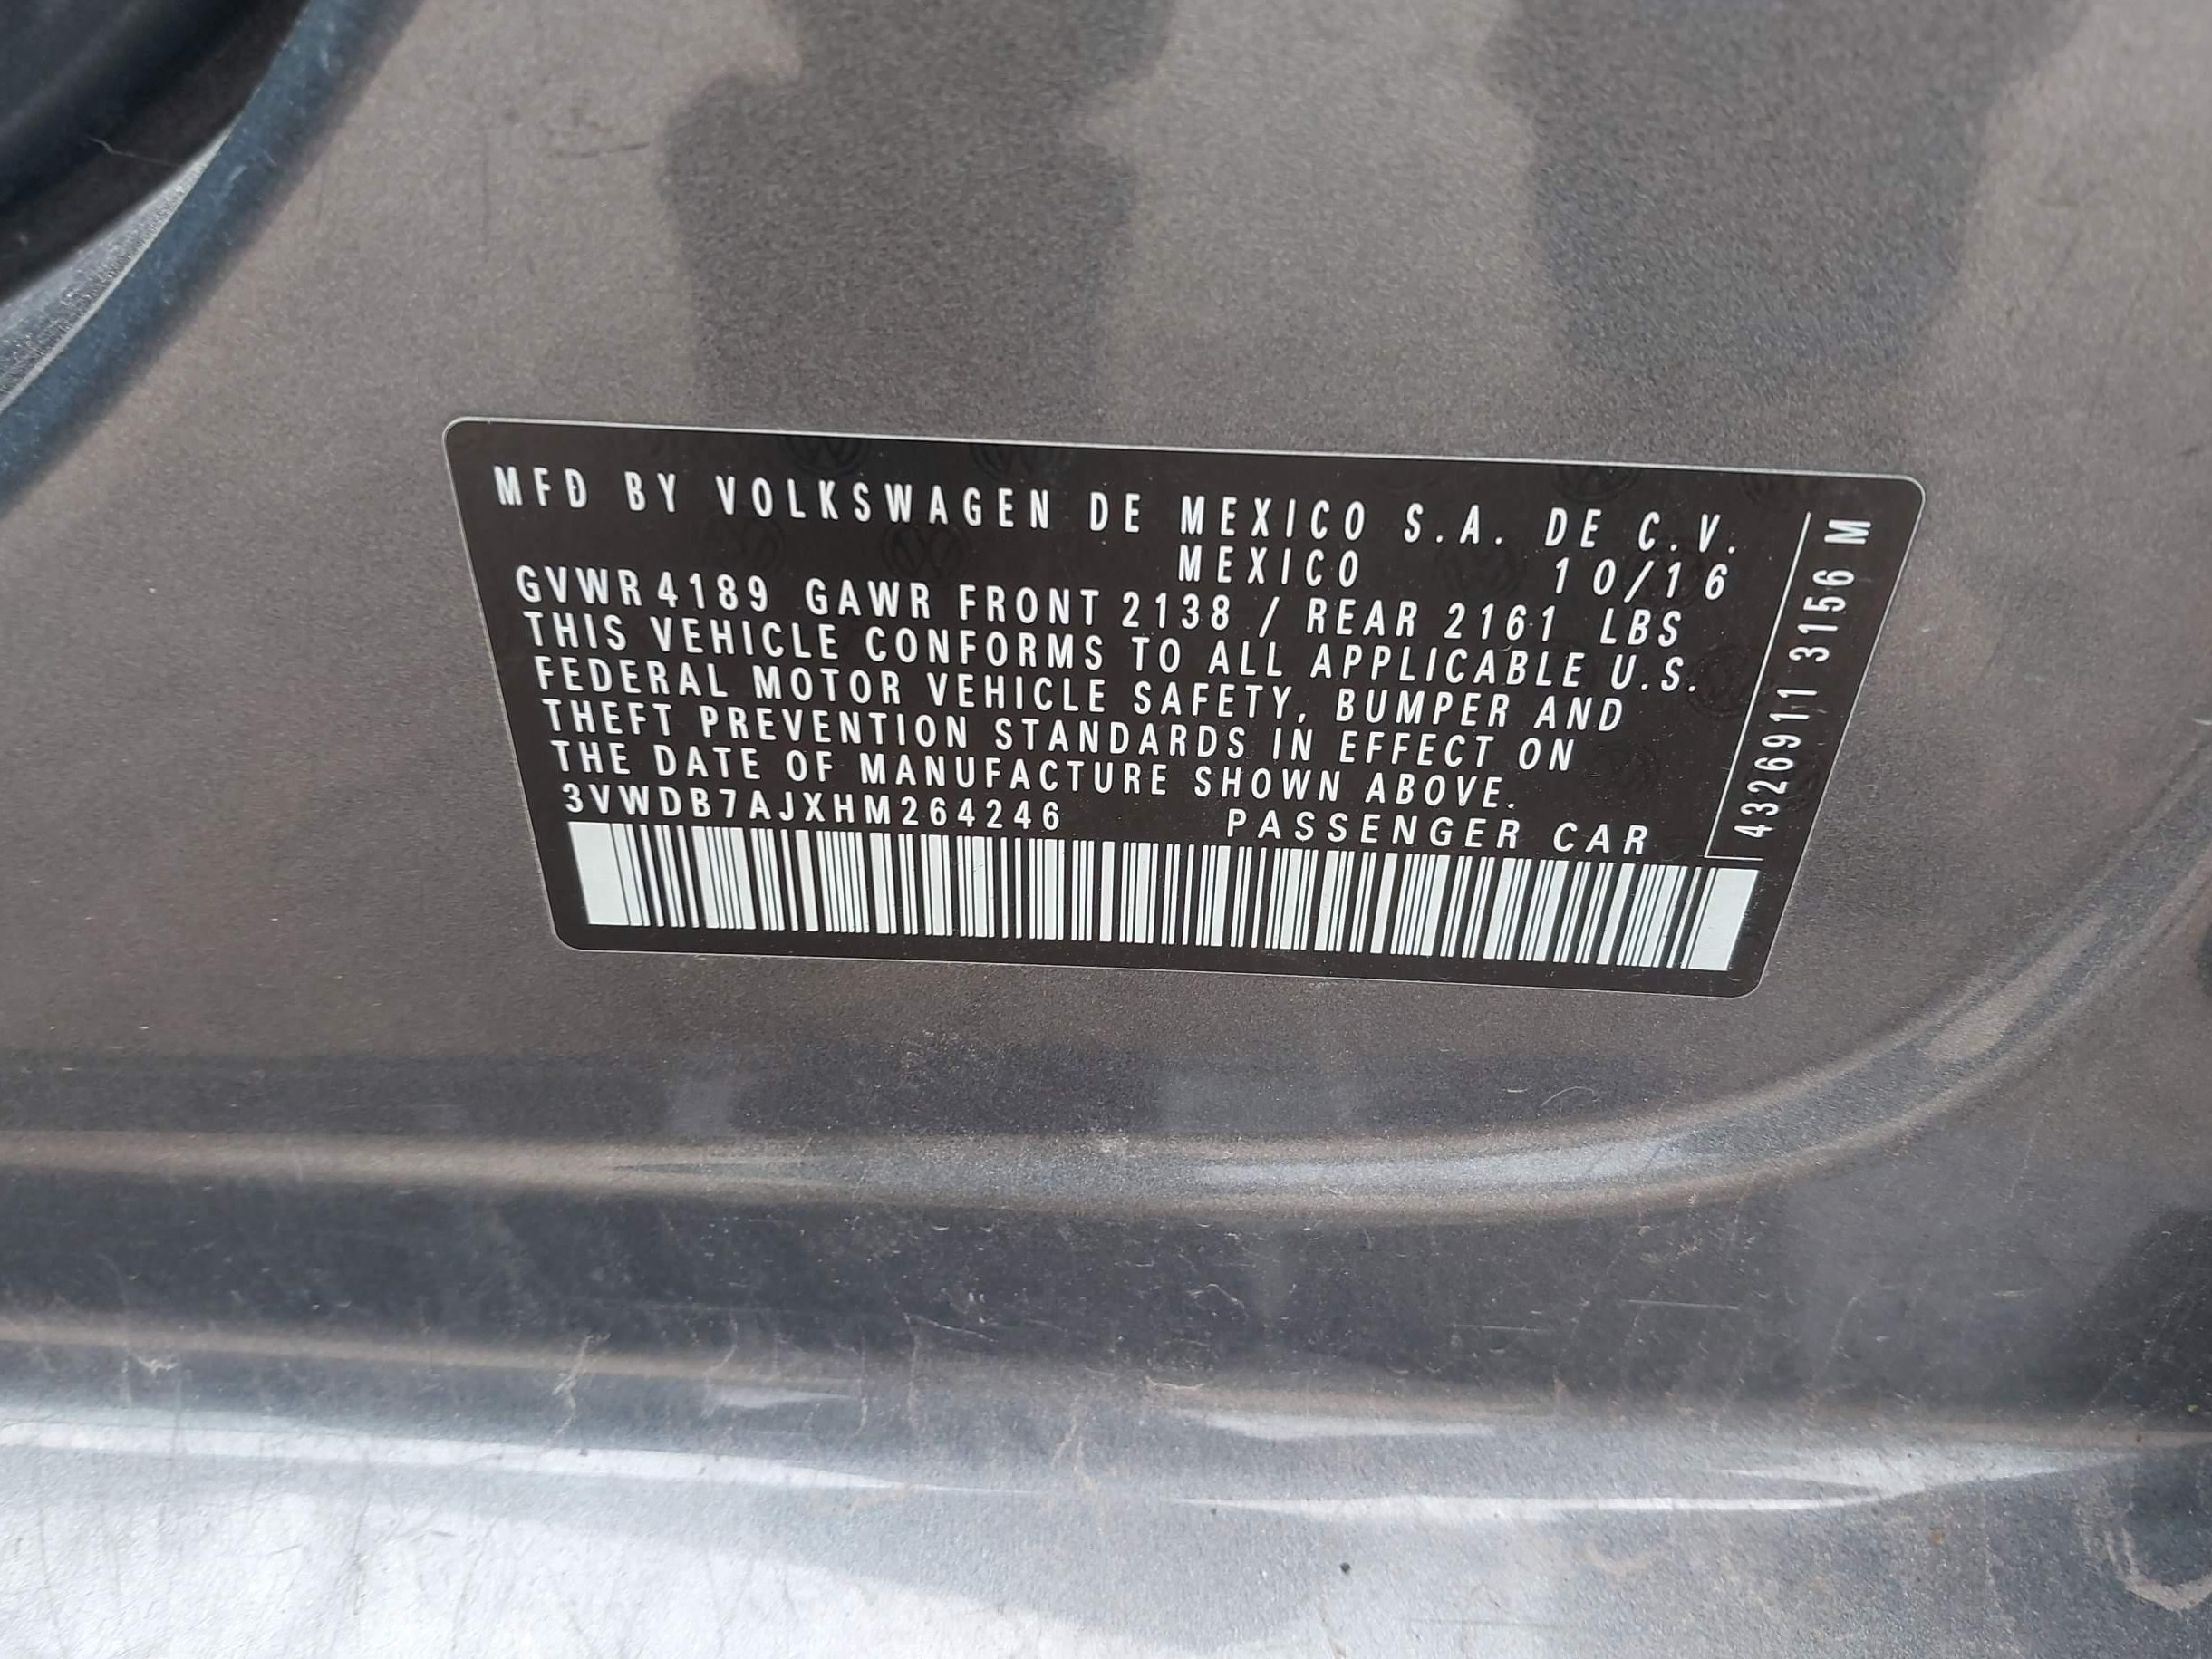 MFD BY VOLKSWAGEN DE MEXICO S.A. DE C.V.
MEXICO 10/16
GVWR 4189 GAWR FRONT 2138 / REAR 2161 LBS
THIS VEHICLE CONFORMS TO ALL APPLICABLE U.S.
FEDERAL MOTOR VEHICLE SAFETY, BUMPER AND
THEFT PREVENTION STANDARDS IN EFFECT ON
THE DATE OF MANUFACTURE SHOWN ABOVE.
3VWDB7AJXHM264246 PASSENGER CAR
4326911 3156 M